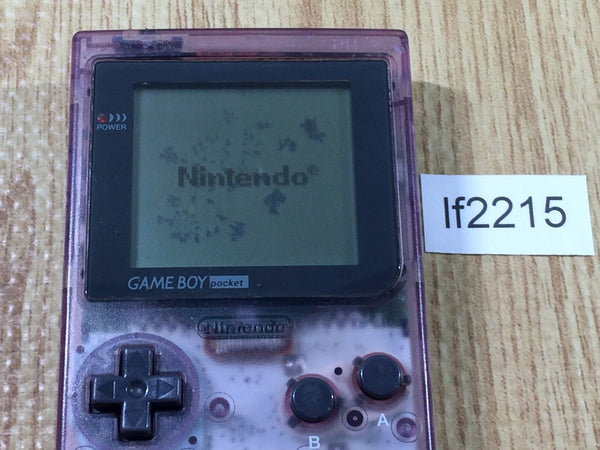 POWER
Nintendo®
lf2215
GAME BOY pocket
Nintendo
B
A